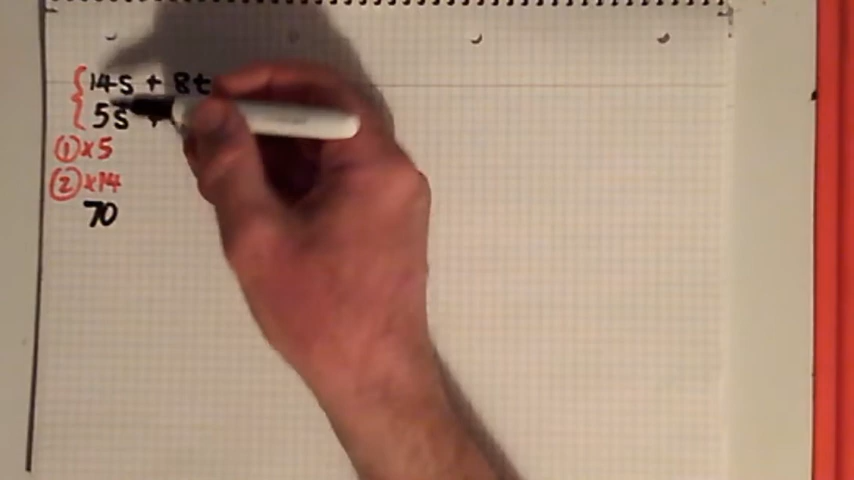 14s + 8t
5s +
① x 5
② x 14
70